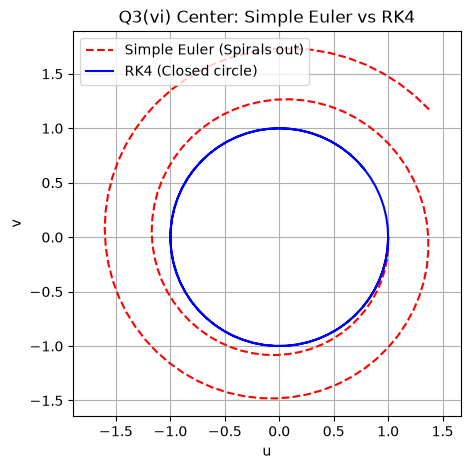 Q3(vi) Center: Simple Euler vs RK4
Simple Euler (Spirals out)
RK4 (Closed circle)
1.5
1.0
0.5
0.0
−0.5
−1.0
−1.5
v
−1.5 −1.0 −0.5 0.0 0.5 1.0 1.5
u